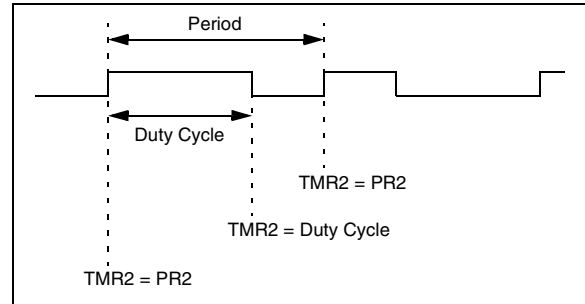 Period
Duty Cycle
TMR2 = PR2
TMR2 = Duty Cycle
TMR2 = PR2